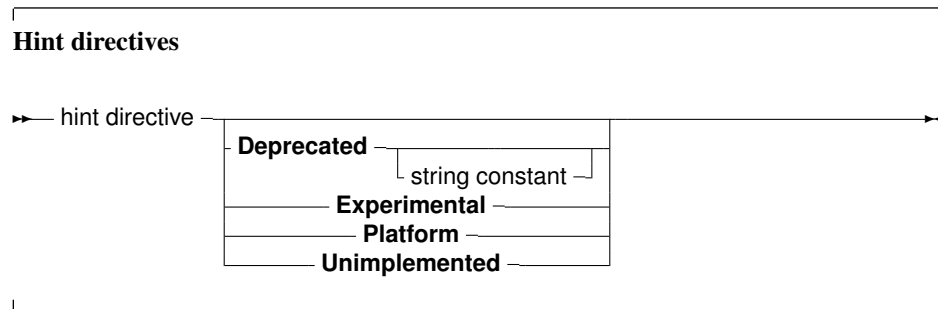 Hint directives
hint directive
Deprecated
string constant
Experimental
Platform
Unimplemented